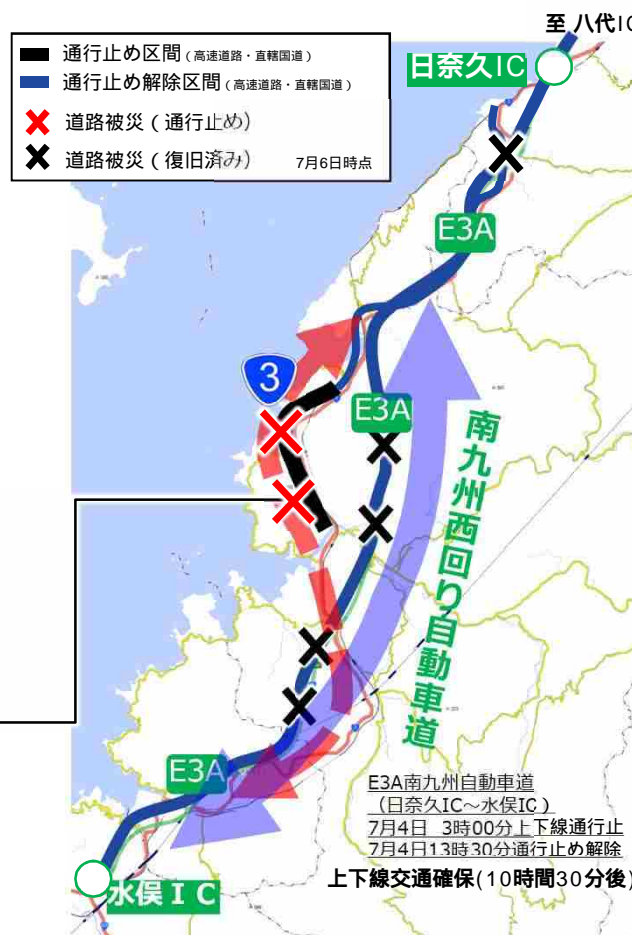 至 八代IC
通行止め区間(高速道路・直轄国道)
通行止め解除区間(高速道路・直轄国道)
道路被災(通行止め)
道路被災(復旧済み) 7月6日時点
日奈久IC
E3A
3
E3A
南九州西回り自動車道
E3A
E3A南九州自動車道
(日奈久IC~水俣IC)
7月4日 3時00分上下線通行止
7月4日13時30分通行止め解除
上下線交通確保(10時間30分後)
水俣IC